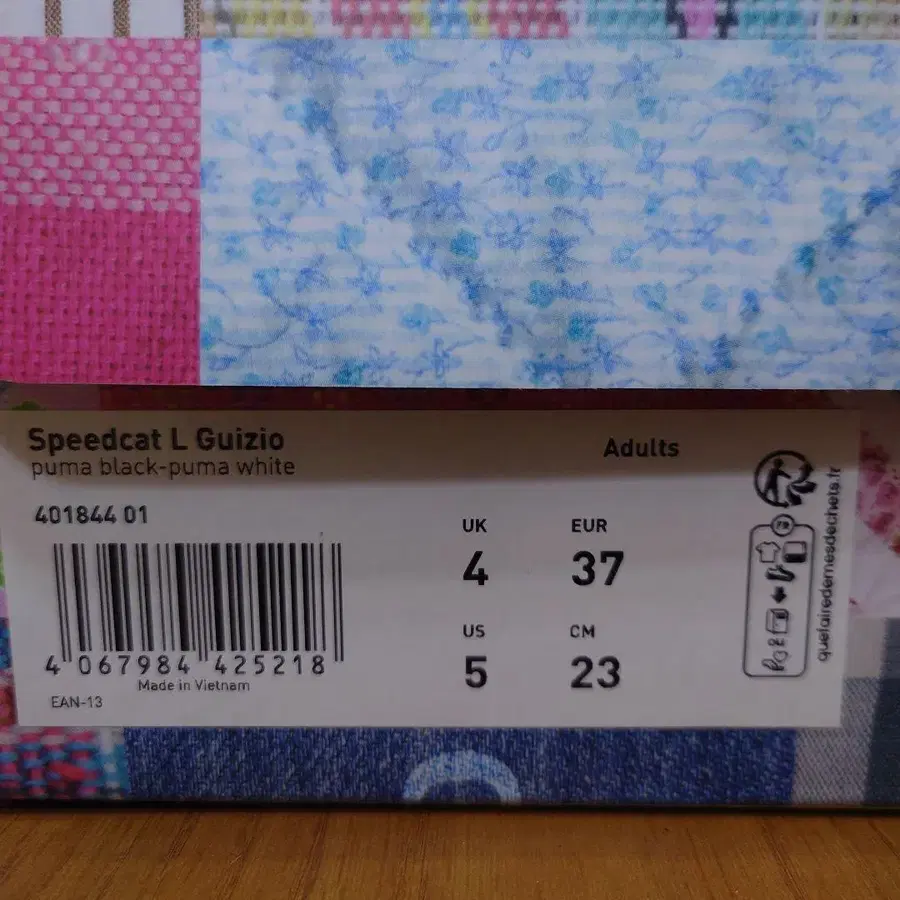 Speedcat L Guizio
puma black-puma white
Adults
401844 01
UK
4
EUR
37
US
5
CM
23
4 067984 425218
Made in Vietnam
EAN-13
quefairedemesdechets.fr